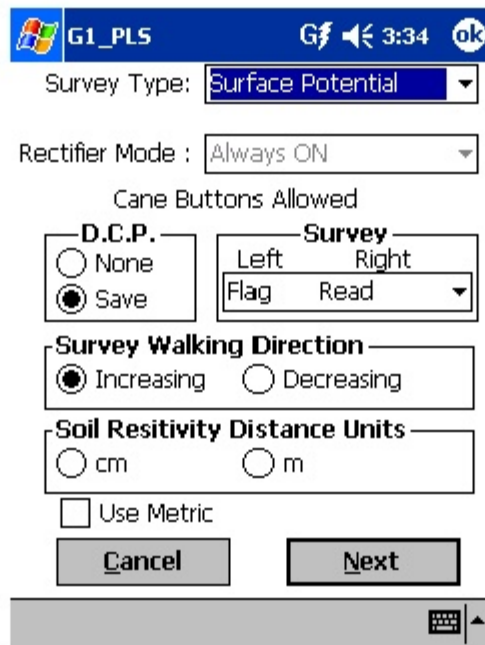 G1_PLS 3:34 ok
Survey Type: Surface Potential
Rectifier Mode : Always ON
Cane Buttons Allowed
D.C.P.
None
Save
Survey
Left Right
Flag Read
Survey Walking Direction
Increasing Decreasing
Soil Resitivity Distance Units
cm m
Use Metric
Cancel Next